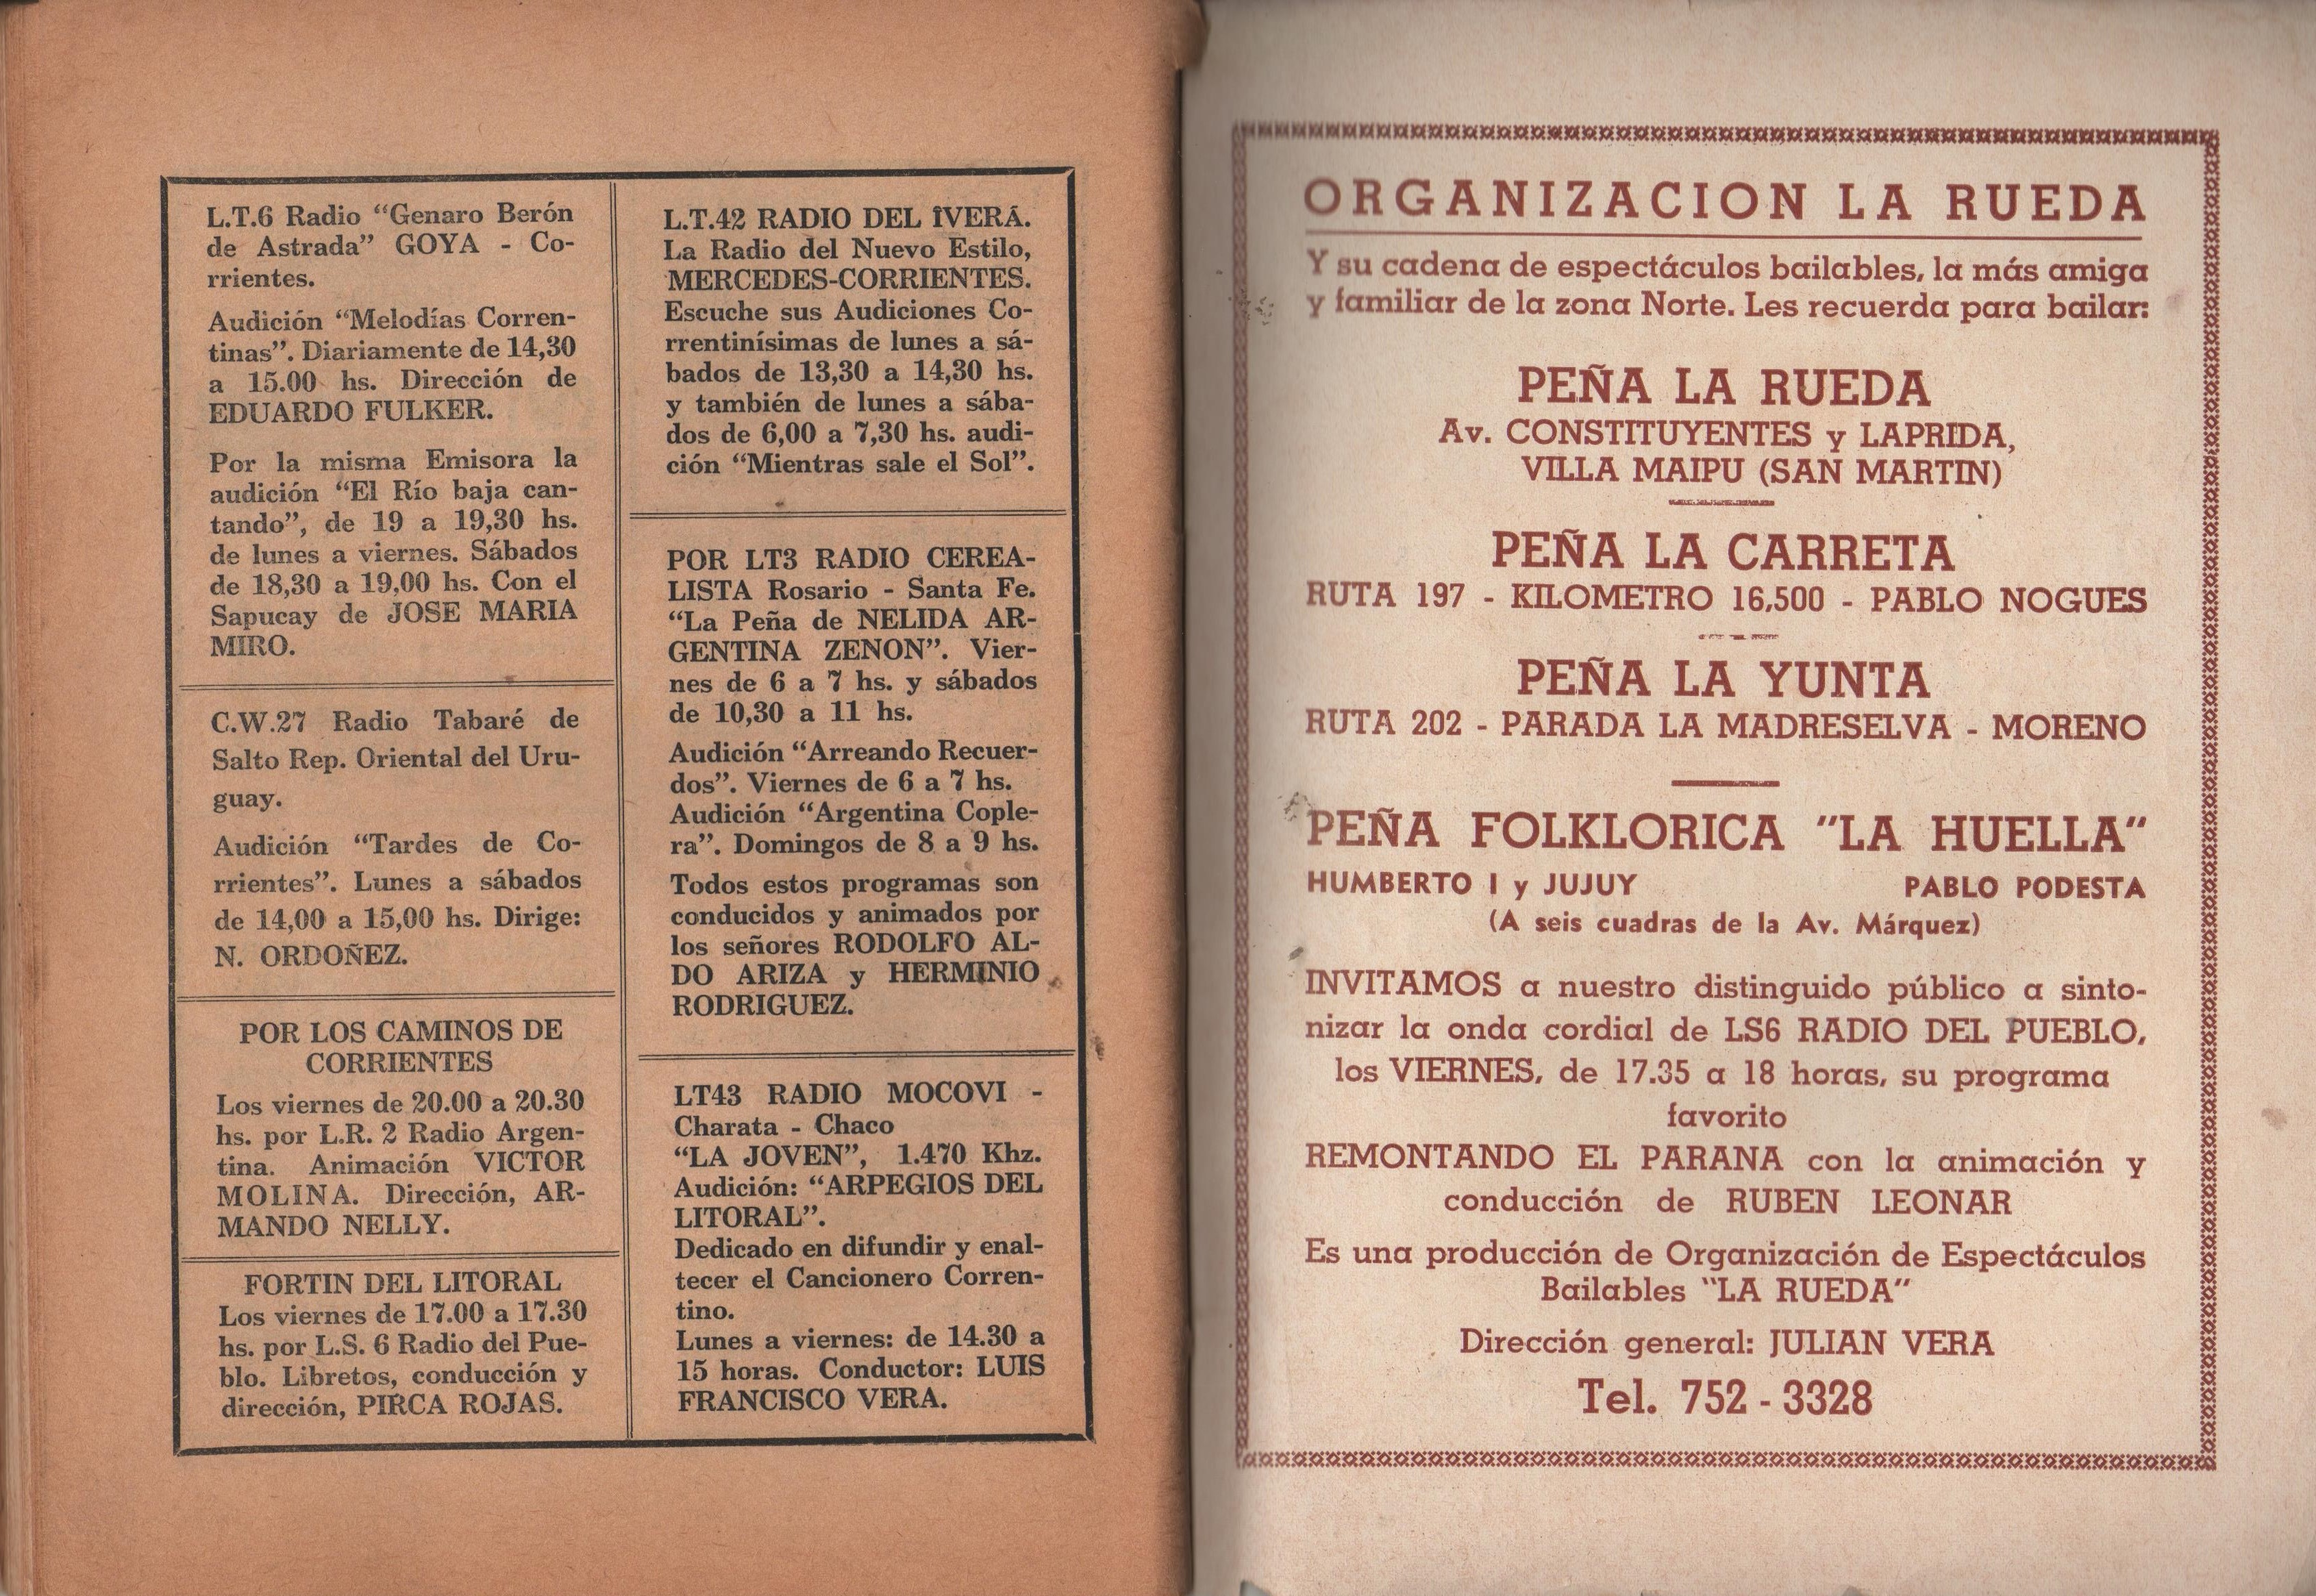 L.T.6 Radio “Genaro Berón
de Astrada” GOYA - Co-
rrientes.
Audición “Melodías Corren-
tinas”. Diariamente de 14,30
a 15.00 hs. Dirección de
EDUARDO FULKER.
Por la misma Emisora la
audición “El Río baja can-
tando”, de 19 a 19,30 hs.
de lunes a viernes. Sábados
de 18,30 a 19,00 hs. Con el
Sapucay de JOSE MARIA
MIRO.
C.W.27 Radio Tabaré de
Salto Rep. Oriental del Uru-
guay.
Audición “Tardes de Co-
rrientes”. Lunes a sábados
de 14,00 a 15,00 hs. Dirige:
N. ORDOÑEZ.
POR LOS CAMINOS DE
CORRIENTES
Los viernes de 20.00 a 20.30
hs. por L.R. 2 Radio Argen-
tina. Animación VICTOR
MOLINA. Dirección, AR-
MANDO NELLY.
FORTIN DEL LITORAL
Los viernes de 17.00 a 17.30
hs. por L.S. 6 Radio del Pue-
blo. Libretos, conducción y
dirección, PIRCA ROJAS.
L.T.42 RADIO DEL ÎVERÁ.
La Radio del Nuevo Estilo,
MERCEDES-CORRIENTES.
Escuche sus Audiciones Co-
rrentinísimas de lunes a sá-
bados de 13,30 a 14,30 hs.
y también de lunes a sába-
dos de 6,00 a 7,30 hs. audi-
ción “Mientras sale el Sol”.
POR LT3 RADIO CEREA-
LISTA Rosario - Santa Fe.
“La Peña de NELIDA AR-
GENTINA ZENON”. Vier-
nes de 6 a 7 hs. y sábados
de 10,30 a 11 hs.
Audición “Arreando Recuer-
dos”. Viernes de 6 a 7 hs.
Audición “Argentina Cople-
ra”. Domingos de 8 a 9 hs.
Todos estos programas son
conducidos y animados por
los señores RODOLFO AL-
DO ARIZA y HERMINIO
RODRIGUEZ.
LT43 RADIO MOCOVI -
Charata - Chaco
“LA JOVEN”, 1.470 Khz.
Audición: “ARPEGIOS DEL
LITORAL”.
Dedicado en difundir y enal-
tecer el Cancionero Corren-
tino.
Lunes a viernes: de 14.30 a
15 horas. Conductor: LUIS
FRANCISCO VERA.
ORGANIZACION LA RUEDA
Y su cadena de espectáculos bailables, la más amiga
y familiar de la zona Norte. Les recuerda para bailar:
PEÑA LA RUEDA
Av. CONSTITUYENTES y LAPRIDA,
VILLA MAIPU (SAN MARTIN)
PEÑA LA CARRETA
RUTA 197 - KILOMETRO 16,500 - PABLO NOGUES
PEÑA LA YUNTA
RUTA 202 - PARADA LA MADRESELVA - MORENO
PEÑA FOLKLORICA "LA HUELLA"
HUMBERTO I y JUJUY PABLO PODESTA
(A seis cuadras de la Av. Márquez)
INVITAMOS a nuestro distinguido público a sinto-
nizar la onda cordial de LS6 RADIO DEL PUEBLO,
los VIERNES, de 17.35 a 18 horas, su programa
favorito
REMONTANDO EL PARANA con la animación y
conducción de RUBEN LEONAR
Es una producción de Organización de Espectáculos
Bailables "LA RUEDA"
Dirección general: JULIAN VERA
Tel. 752 - 3328